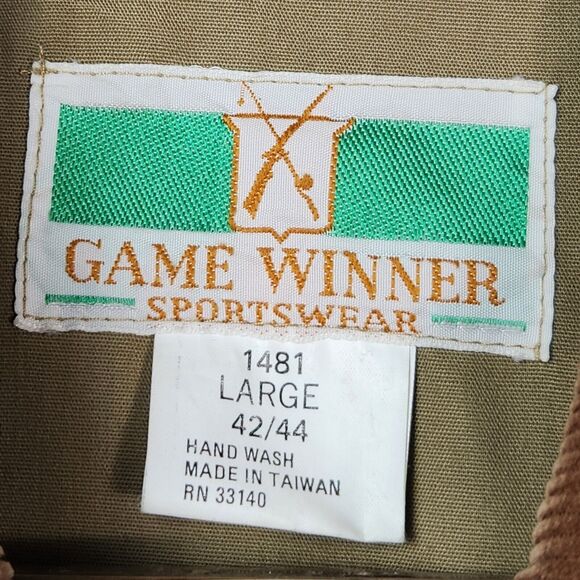 GAME WINNER
SPORTSWEAR
1481
LARGE
42/44
HAND WASH
MADE IN TAIWAN
RN 33140